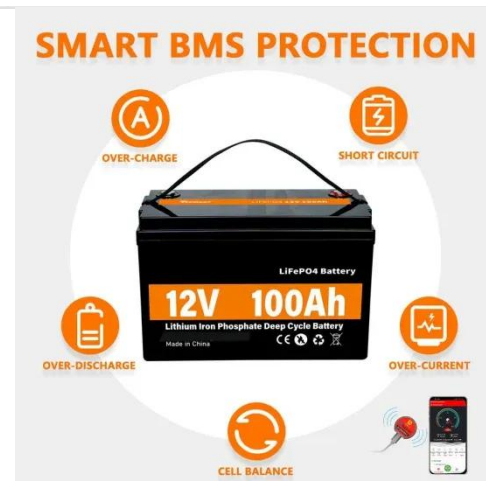 SMART BMS PROTECTION
OVER-CHARGE
SHORT CIRCUIT
LiFePO4 Battery
12V 100Ah
Lithium Iron Phosphate Deep Cycle Battery
Made in China
CE
OVER-DISCHARGE
OVER-CURRENT
CELL BALANCE